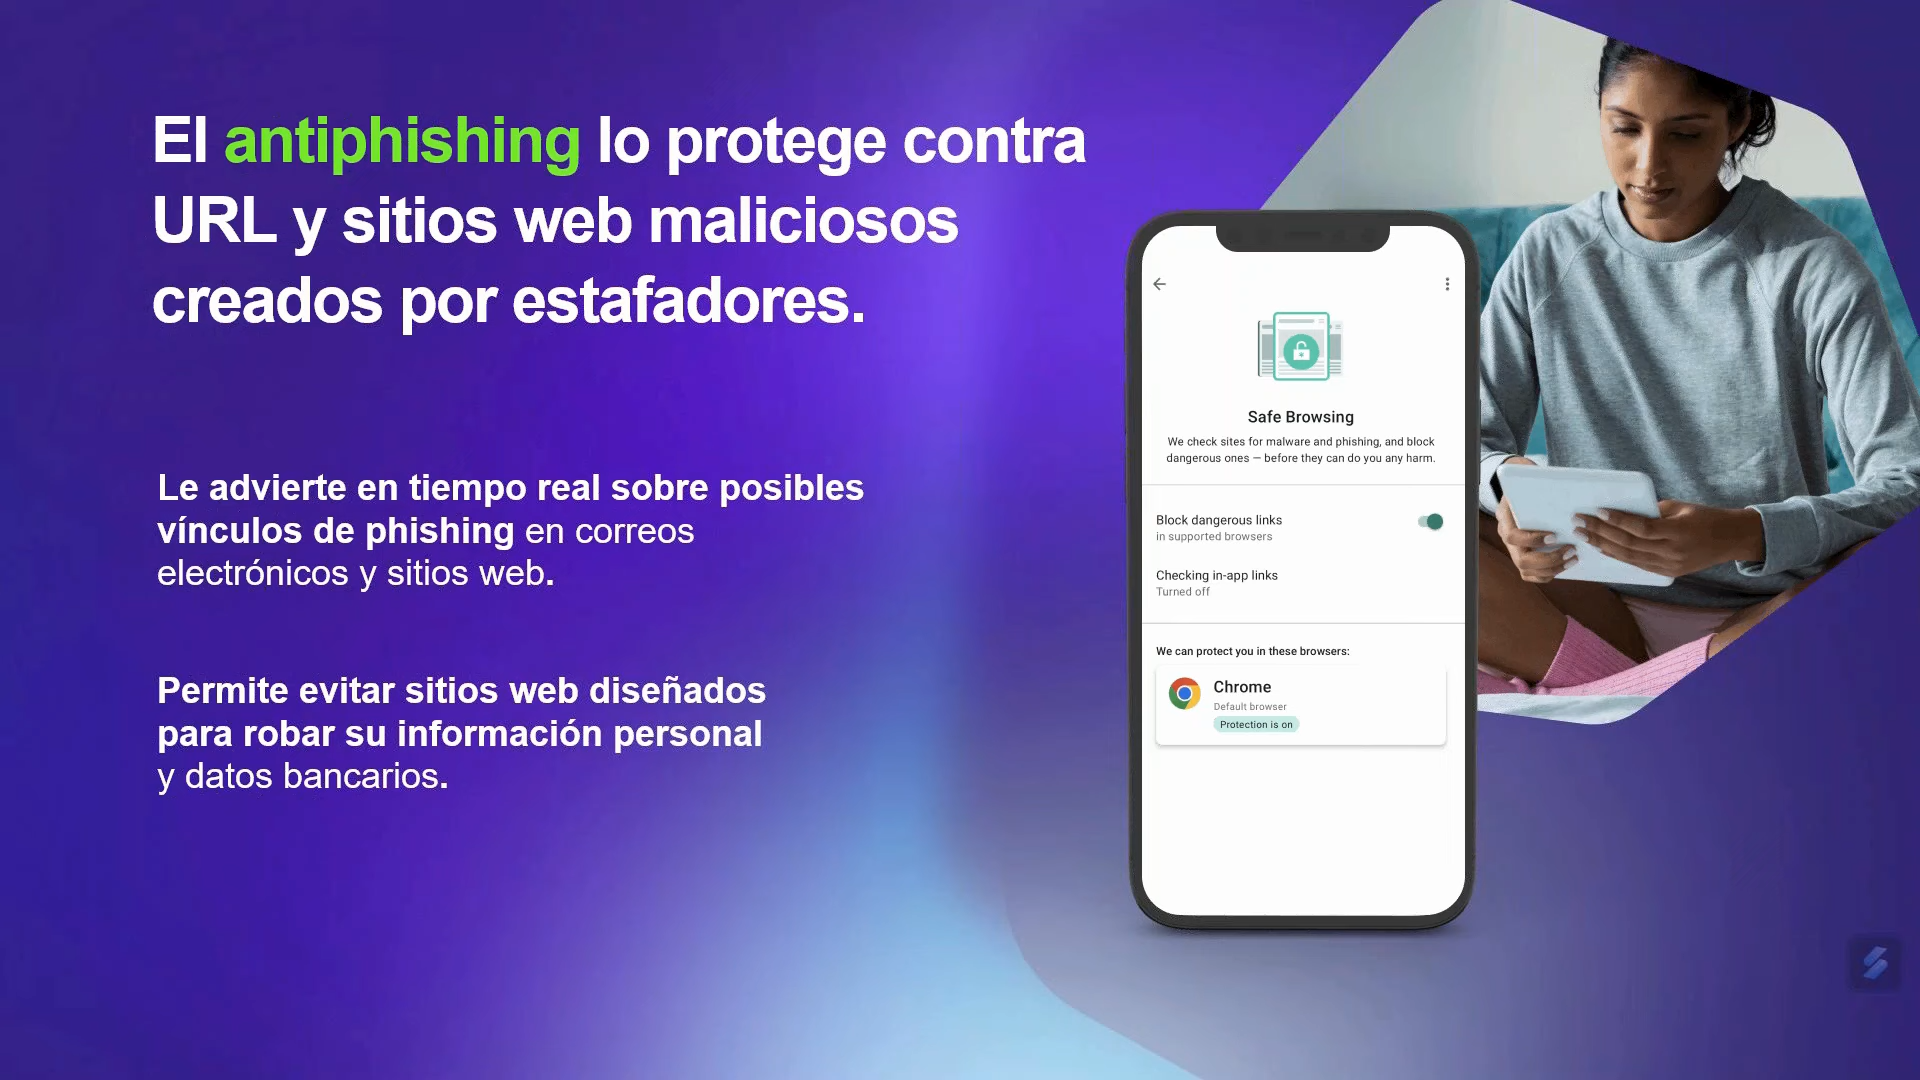 El antiphishing lo protege contra
URL y sitios web maliciosos
creados por estafadores.
Le advierte en tiempo real sobre posibles
vínculos de phishing en correos
electrónicos y sitios web.
Permite evitar sitios web diseñados
para robar su información personal
y datos bancarios.
Safe Browsing
We check sites for malware and phishing, and block
dangerous ones — before they can do you any harm.
Block dangerous links
in supported browsers
Checking in-app links
Turned off
We can protect you in these browsers:
Chrome
Default browser
Protection is on